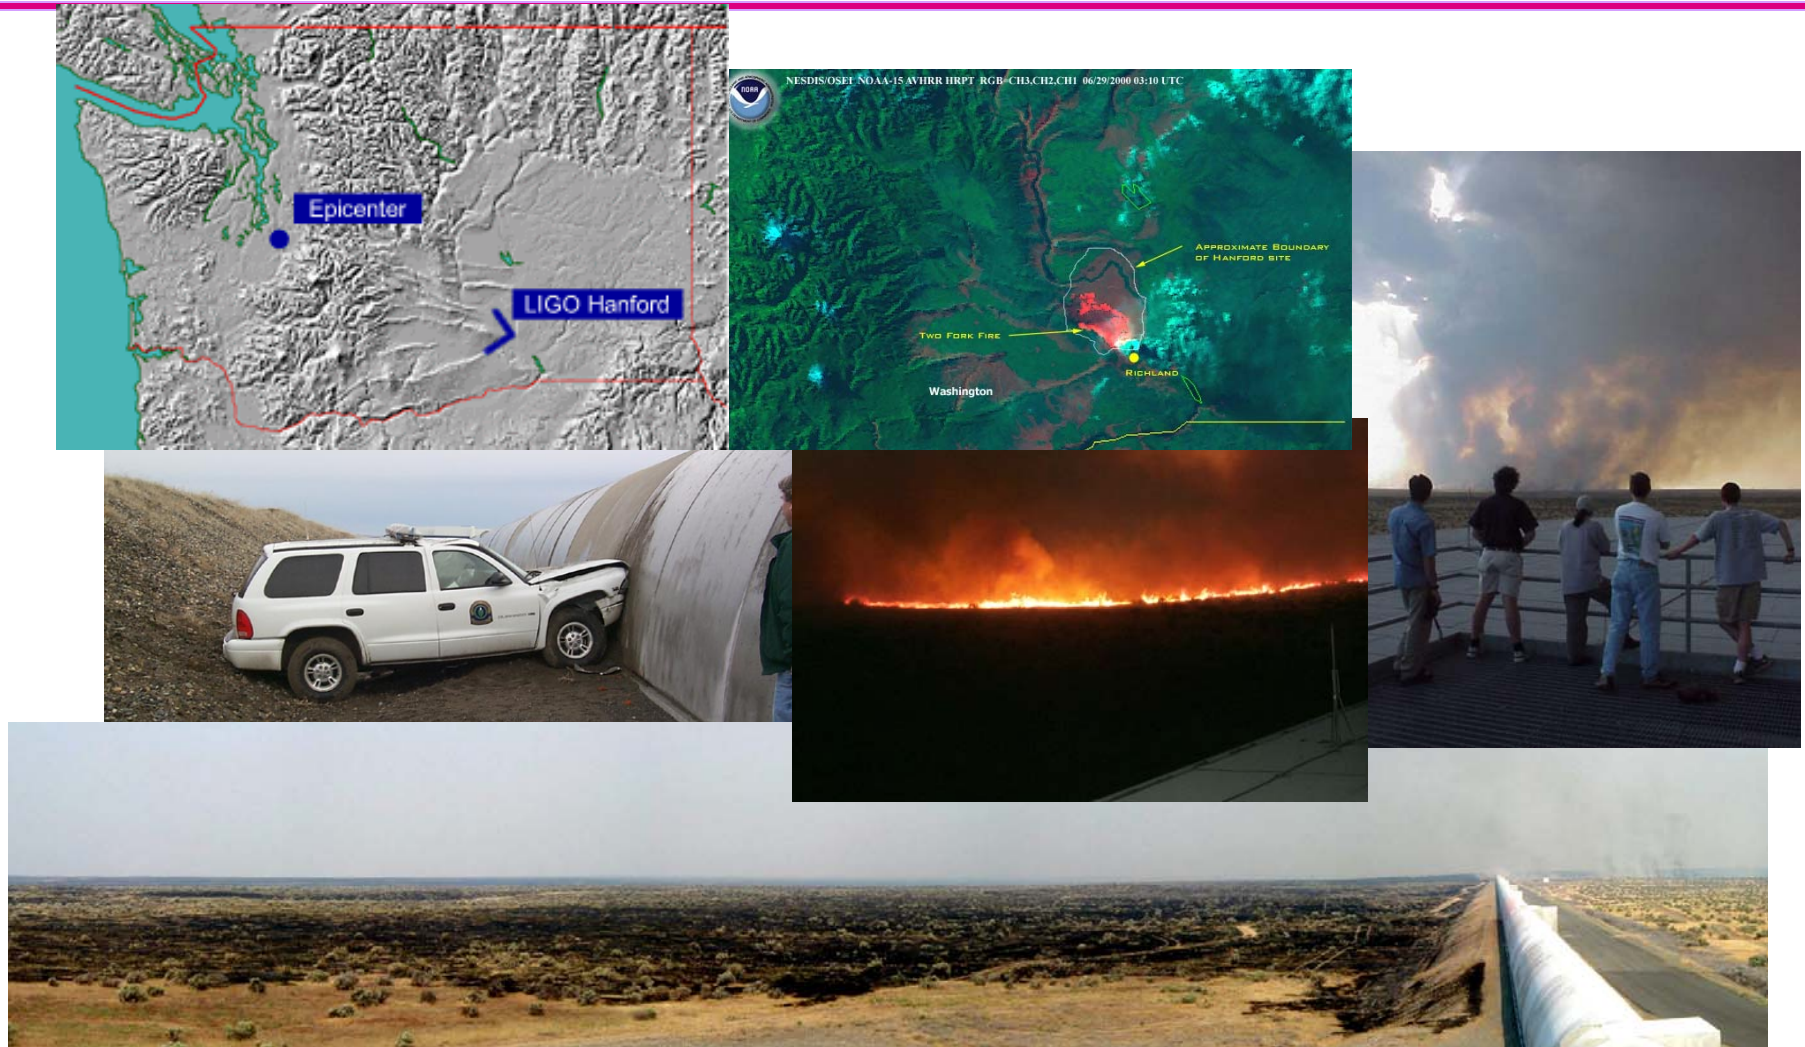 Epicenter
LIGO Hanford
NOAA
NESDIS/OSEI NOAA-15 AVHRR HRPT RGB=CH3,CH2,CH1 06/29/2000 03:10 UTC
APPROXIMATE BOUNDARY
OF HANFORD SITE
TWO FORK FIRE
RICHLAND
Washington